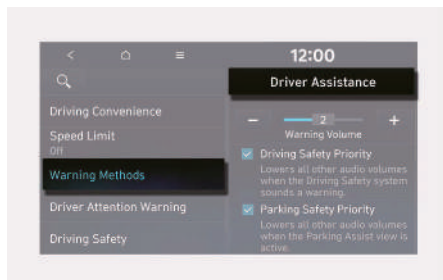 12:00
Driver Assistance
Driving Convenience
Speed Limit
Off
Warning Methods
Driver Attention Warning
Driving Safety
− 2 +
Warning Volume
Driving Safety Priority
Lowers all other audio volumes
when the Driving Safety system
sounds a warning.
Parking Safety Priority
Lowers all other audio volumes
when the Parking Assist view is
active.